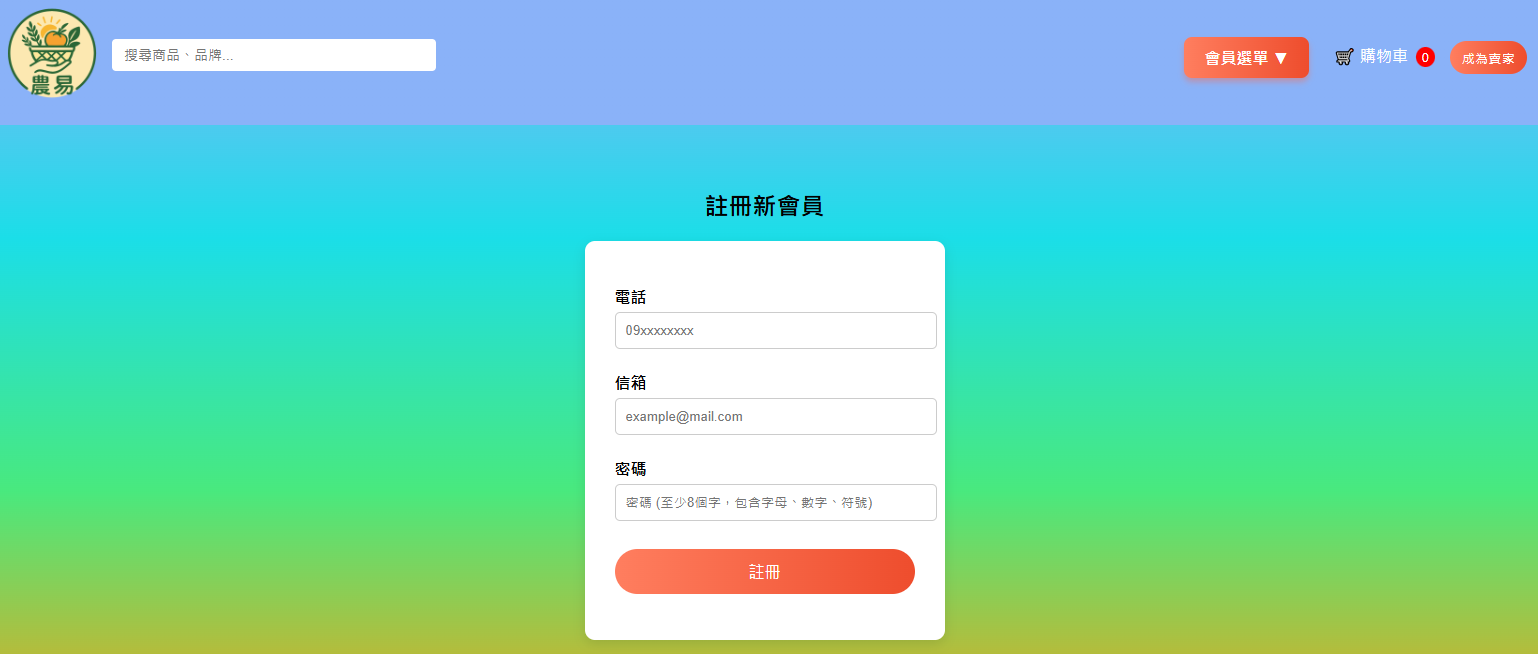 農易
搜尋商品、品牌...
會員選單 ▼
購物車 0
成為賣家
註冊新會員
電話
09xxxxxxxx
信箱
example@mail.com
密碼
密碼 (至少8個字，包含字母、數字、符號)
註冊